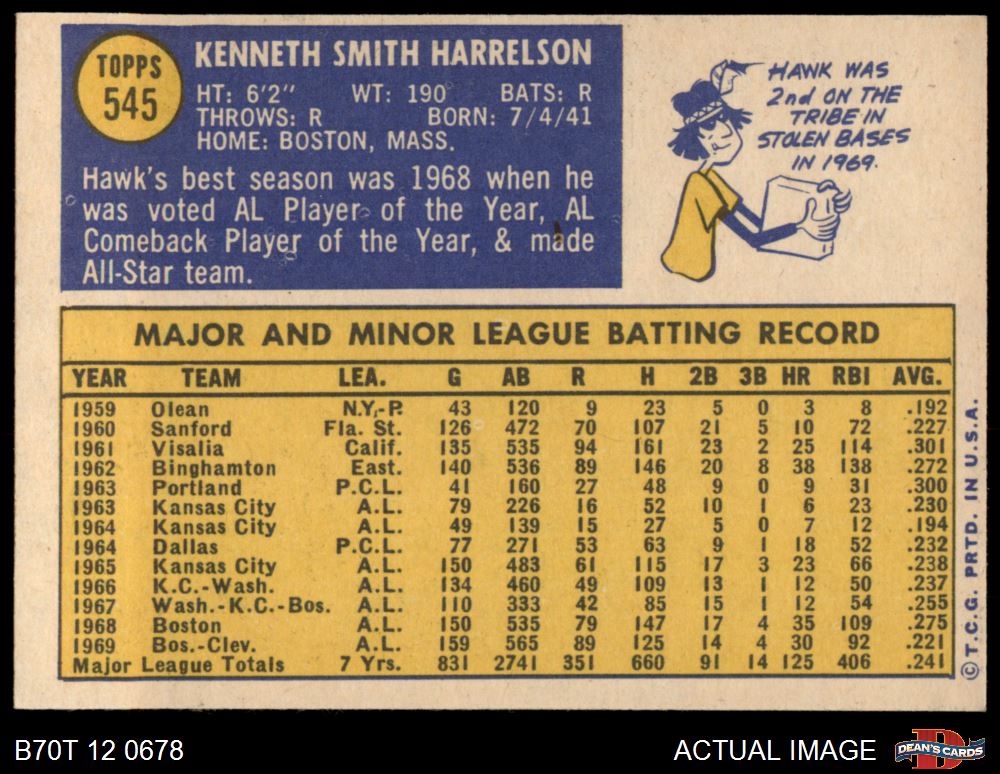 TOPPS
545
KENNETH SMITH HARRELSON
HT: 6'2" WT: 190 BATS: R
THROWS: R BORN: 7/4/41
HOME: BOSTON, MASS.
Hawk's best season was 1968 when he
was voted AL Player of the Year, AL
Comeback Player of the Year, & made
All-Star team.
HAWK WAS
2nd ON THE
TRIBE IN
STOLEN BASES
IN 1969.
MAJOR AND MINOR LEAGUE BATTING RECORD
YEAR TEAM LEA. G AB R H 2B 3B HR RBI AVG.
1959 Olean N.Y.-P. 43 120 9 23 5 0 3 8 .192
1960 Sanford Fla. St. 126 472 70 107 21 5 10 72 .227
1961 Visalia Calif. 135 535 94 161 23 2 25 114 .301
1962 Binghamton East. 140 536 89 146 20 8 38 138 .272
1963 Portland P.C.L. 41 160 27 48 9 0 9 31 .300
1963 Kansas City A.L. 79 226 16 52 10 1 6 23 .230
1964 Kansas City A.L. 49 139 15 27 5 0 7 12 .194
1964 Dallas P.C.L. 77 271 53 63 9 1 18 52 .232
1965 Kansas City A.L. 150 483 61 115 17 3 23 66 .238
1966 K.C.-Wash. A.L. 134 460 49 109 13 1 12 50 .237
1967 Wash.-K.C.-Bos. A.L. 110 333 42 85 15 1 12 54 .255
1968 Boston A.L. 150 535 79 147 17 4 35 109 .275
1969 Bos.-Clev. A.L. 159 565 89 125 14 4 30 92 .221
Major League Totals 7 Yrs. 831 2741 351 660 91 14 125 406 .241
© T.C.G. PRTD. IN U.S.A.
B70T 12 0678
ACTUAL IMAGE
DEAN'S CARDS